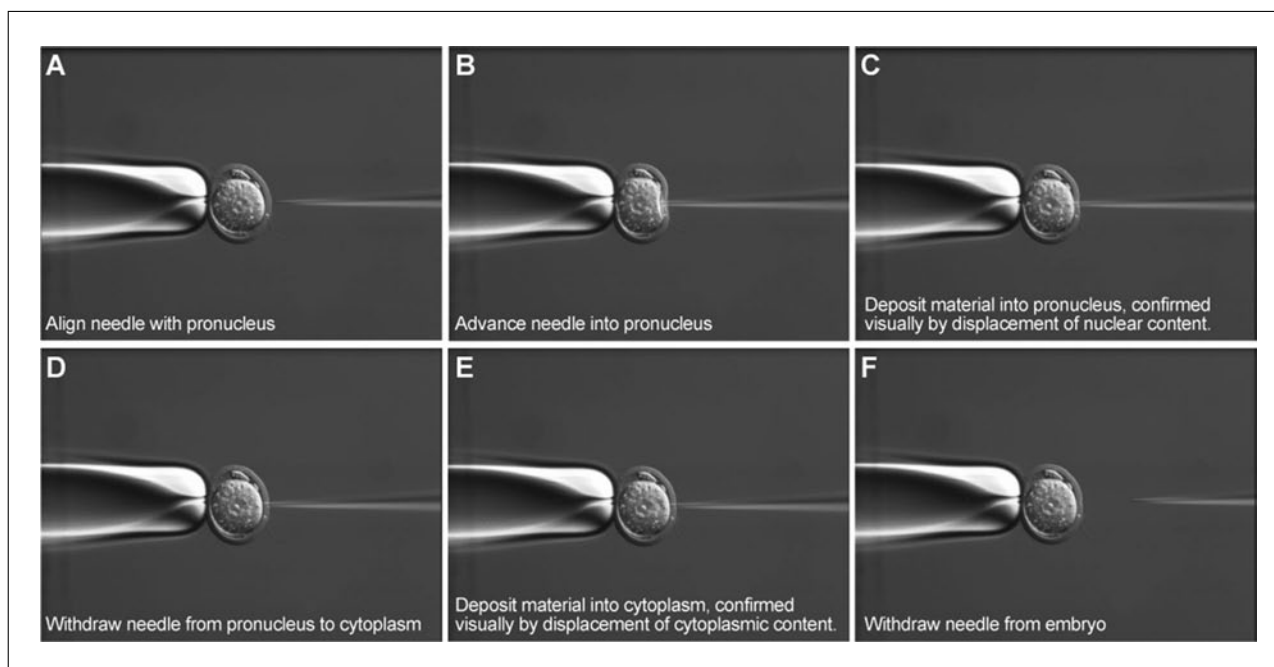 A
B
C
Align needle with pronucleus
Advance needle into pronucleus
Deposit material into pronucleus, confirmed
visually by displacement of nuclear content.
D
E
F
Withdraw needle from pronucleus to cytoplasm
Deposit material into cytoplasm, confirmed
visually by displacement of cytoplasmic content.
Withdraw needle from embryo